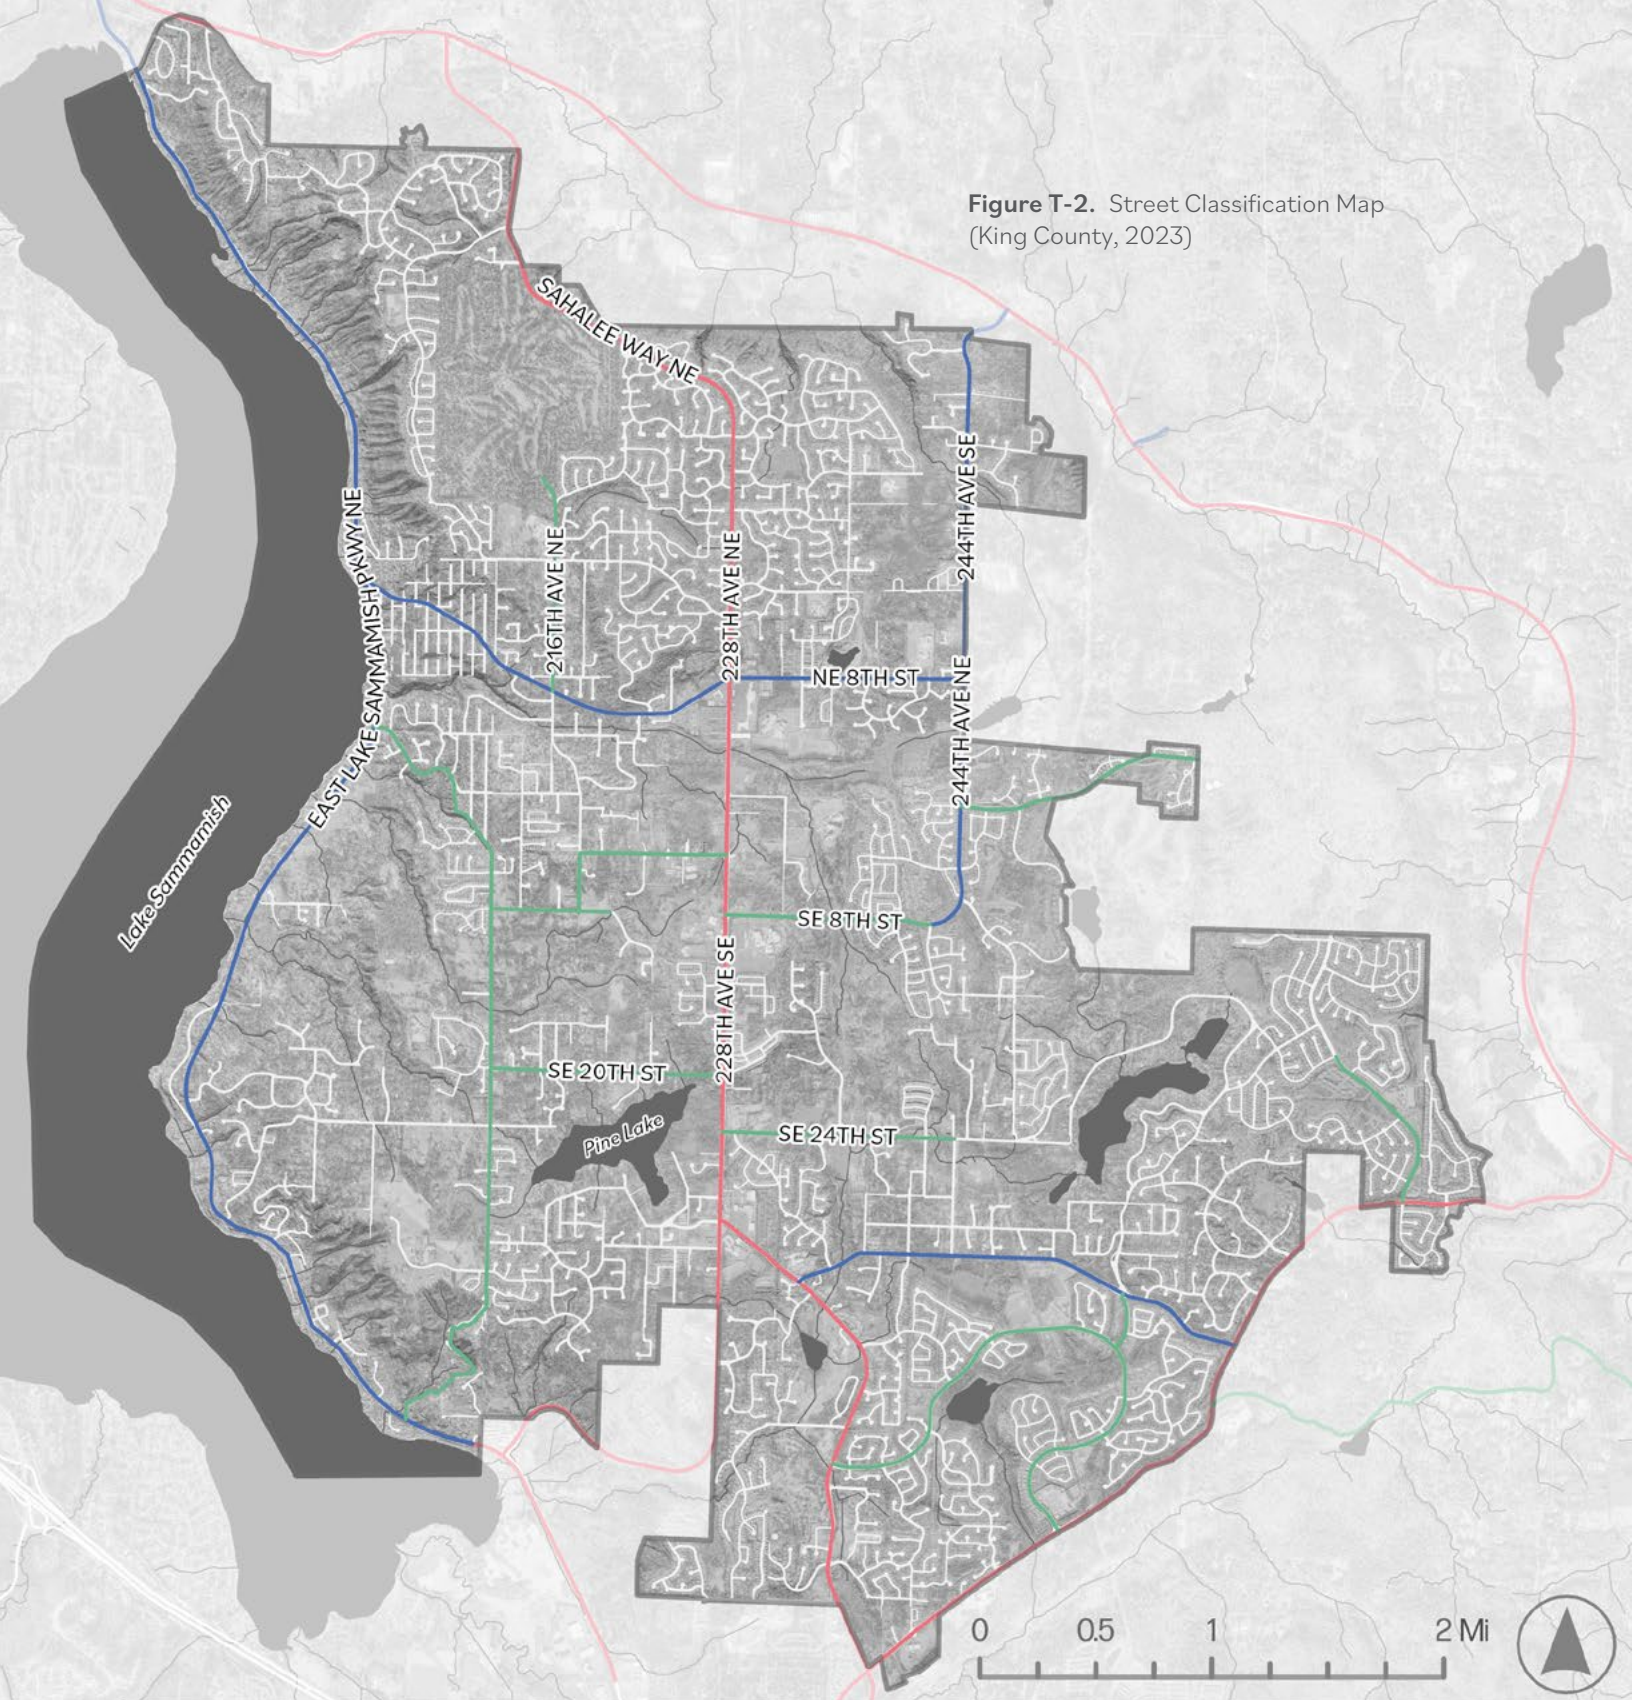 Figure T-2. Street Classification Map
(King County, 2023)
SAHALEE WAY NE
244TH AVE SE
EAST LAKE SAMMAMISH PKWY NE
216TH AVE NE
228TH AVE NE
NE 8TH ST
244TH AVE NE
Lake Sammamish
SE 8TH ST
228TH AVE SE
SE 20TH ST
Pine Lake
SE 24TH ST
0 0.5 1 2 Mi